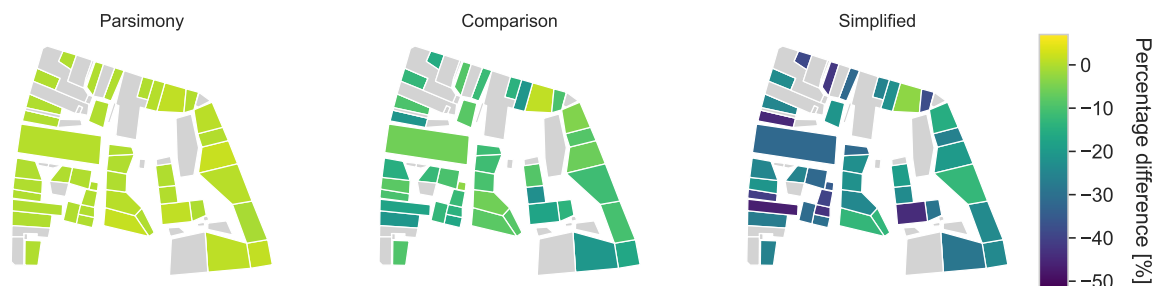 Parsimony
Comparison
Simplified
0
−10
−20
−30
−40
−50
Percentage difference [%]